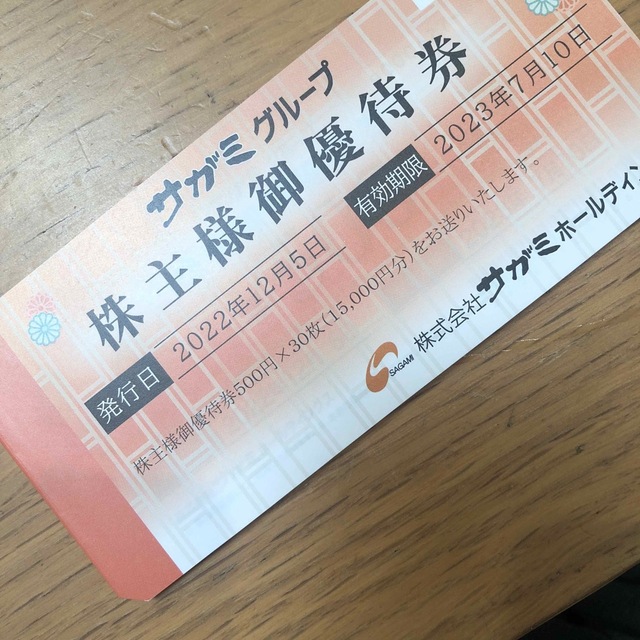 サガミグループ
株主様御優待券
発行日 2022年12月5日 有効期限 2023年7月10日
株主様御優待券500円×30枚(15,000円分)をお送りいたします。
SAGAMI 株式会社サガミホールディン